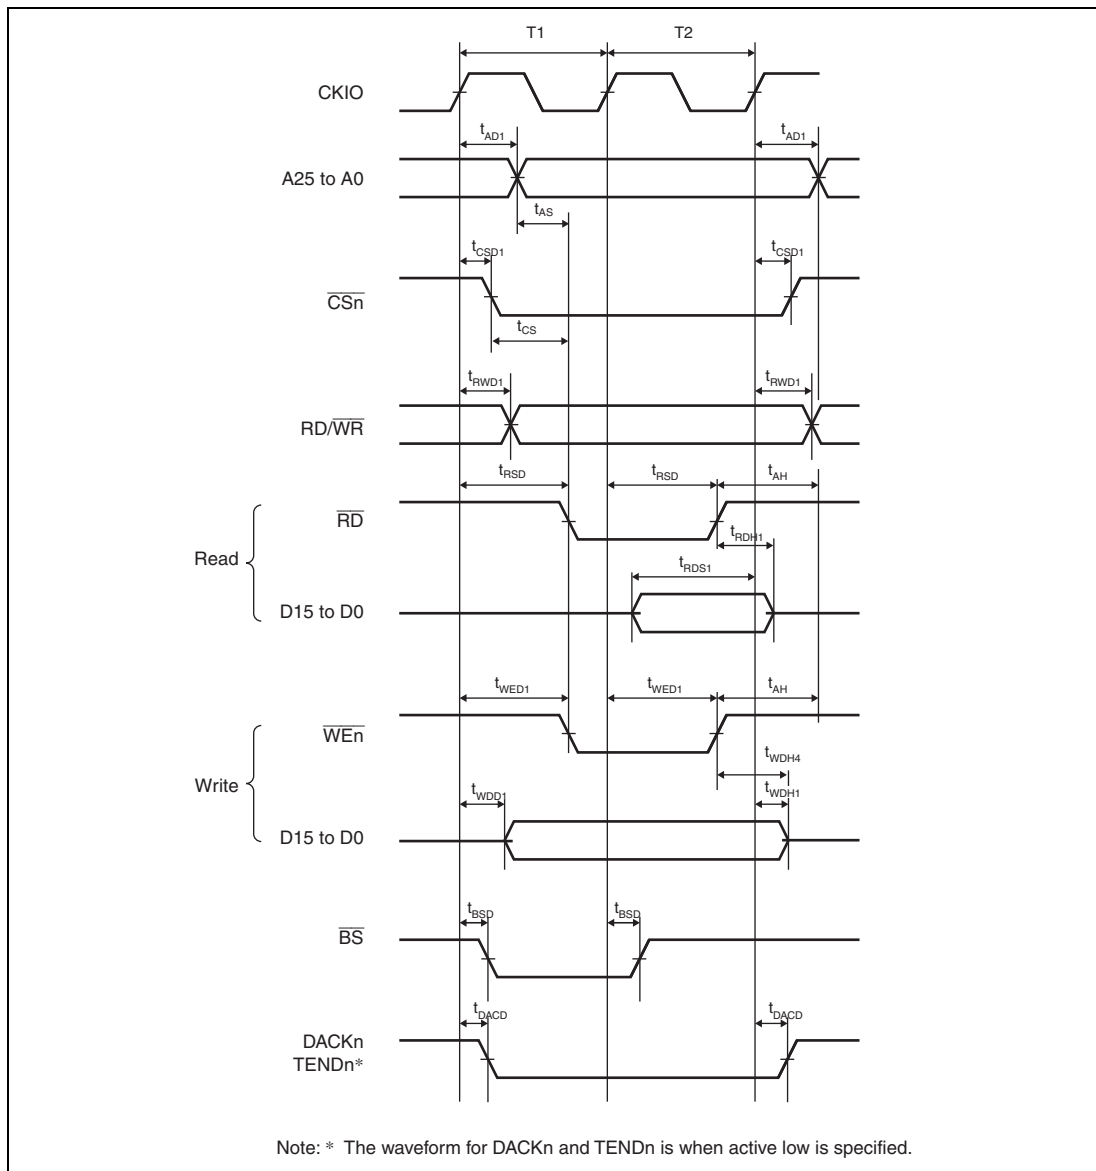 T1 T2
CKIO
tAD1 tAD1
A25 to A0
tAS
tCSD1 tCSD1
CSn
tCS
tRWD1 tRWD1
RD/WR
tRSD tRSD tAH
RD
tRDH1
Read
tRDS1
D15 to D0
tWED1 tWED1 tAH
WEn
tWDH4
Write
tWDD1 tWDH1
D15 to D0
tBSD tBSD
BS
tDACD tDACD
DACKn
TENDn*
Note: * The waveform for DACKn and TENDn is when active low is specified.